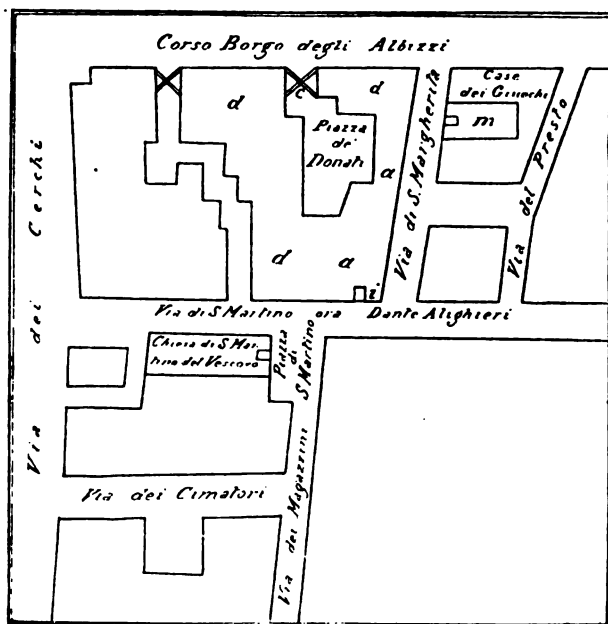 Corso Borgo degli Albizzi
Case
dei Giuochi
m
c
d
d
Piazza
de'
Donati
a
d
a
i
Via di S. Margherita
Via del Presto
Via dei Cerchi
Via di S Martino ora Dante Alighieri
Chiesa di S Mar-
tino del Vescovo
Piazza
di
S Martino
Via dei Cimatori
Via dei Magazzini